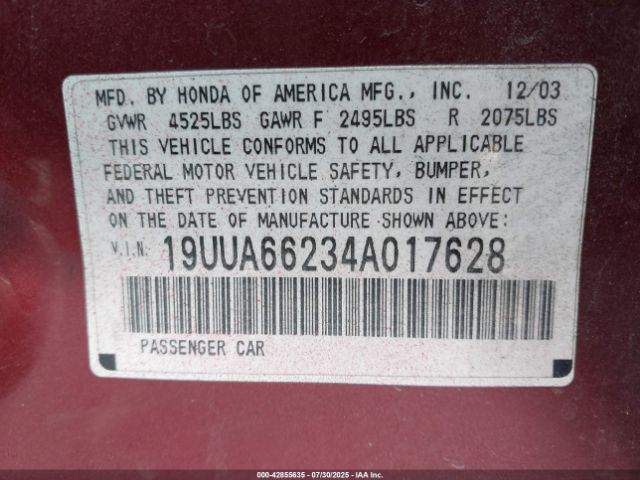 MFD. BY HONDA OF AMERICA MFG., INC. 12/03
GVWR 4525LBS GAWR F 2495LBS R 2075LBS
THIS VEHICLE CONFORMS TO ALL APPLICABLE
FEDERAL MOTOR VEHICLE SAFETY, BUMPER,
AND THEFT PREVENTION STANDARDS IN EFFECT
ON THE DATE OF MANUFACTURE SHOWN ABOVE:
V.I.N: 19UUA66234A017628
PASSENGER CAR
000-42855635 - 07/30/2025 - IAA Inc.